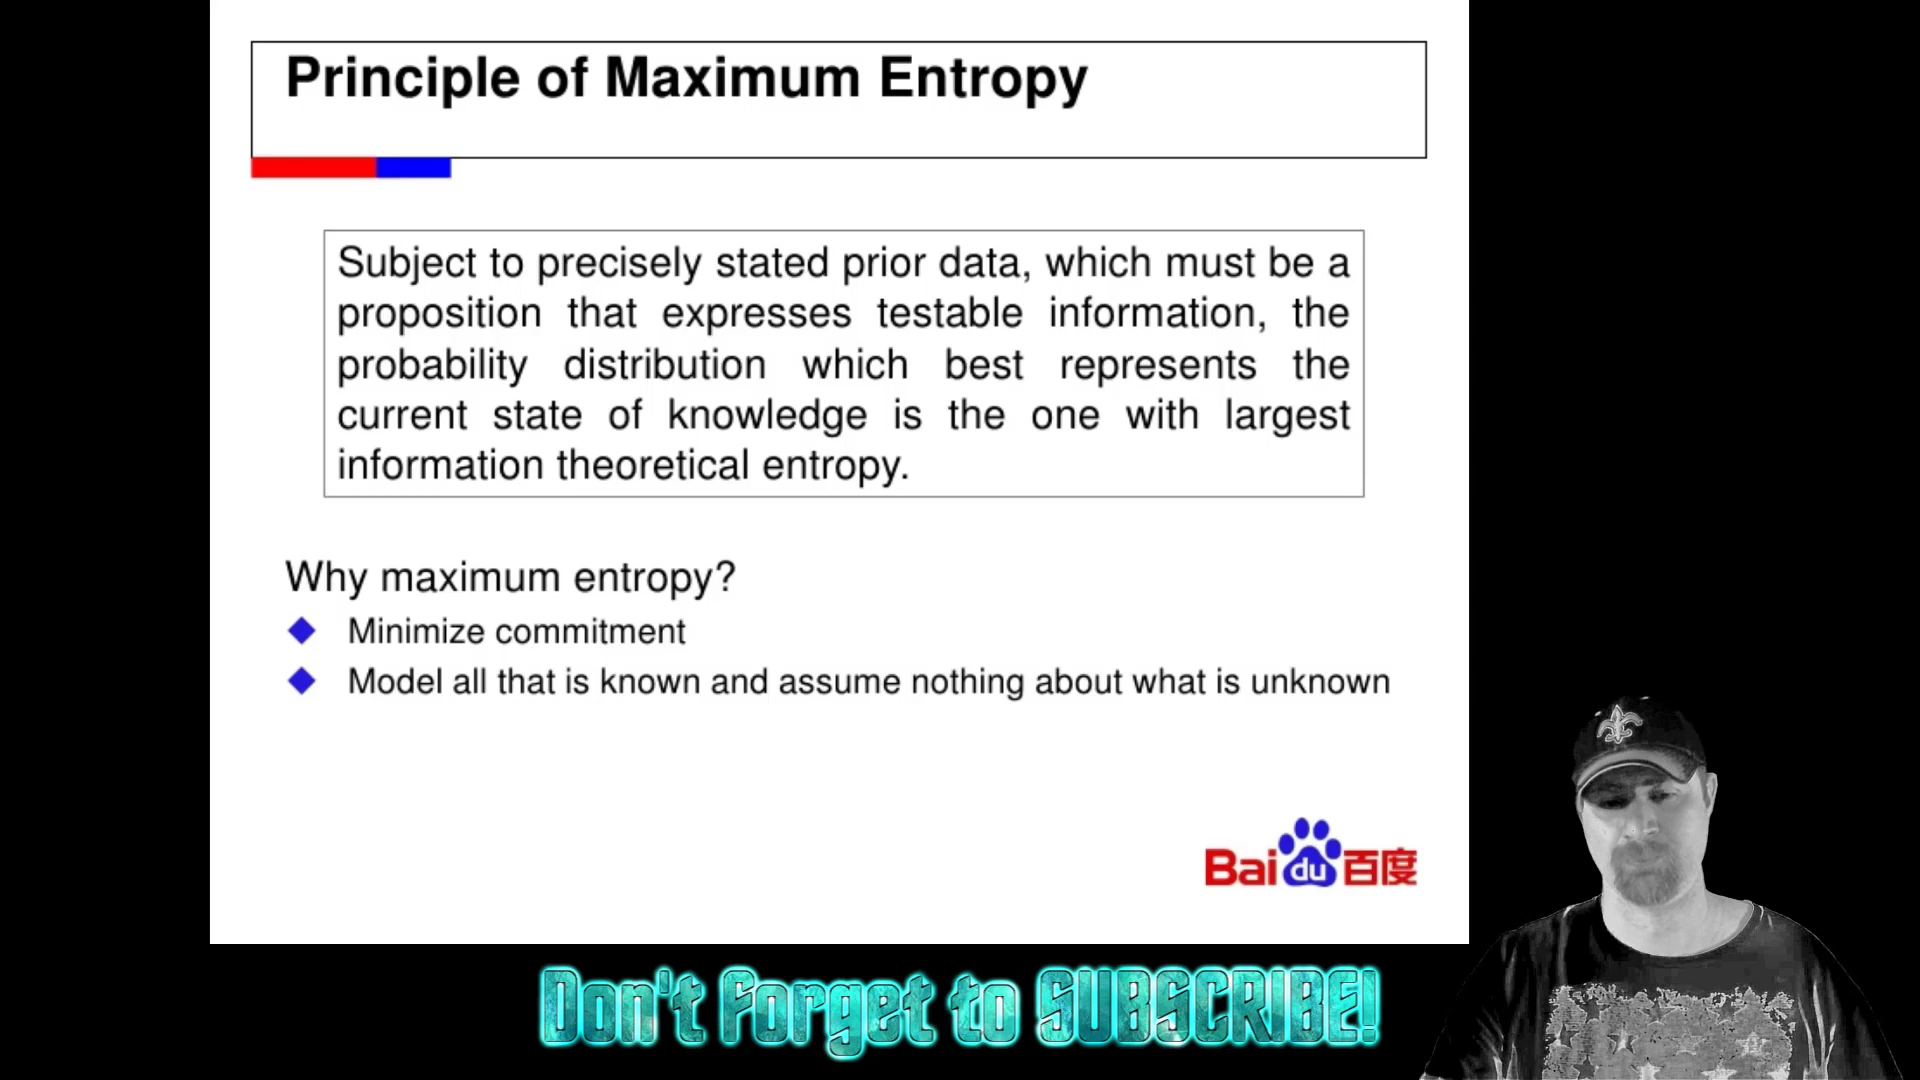 Principle of Maximum Entropy
Subject to precisely stated prior data, which must be a
proposition that expresses testable information, the
probability distribution which best represents the
current state of knowledge is the one with largest
information theoretical entropy.
Why maximum entropy?
Minimize commitment
Model all that is known and assume nothing about what is unknown
Bai du 百度
Don't Forget to SUBSCRIBE!